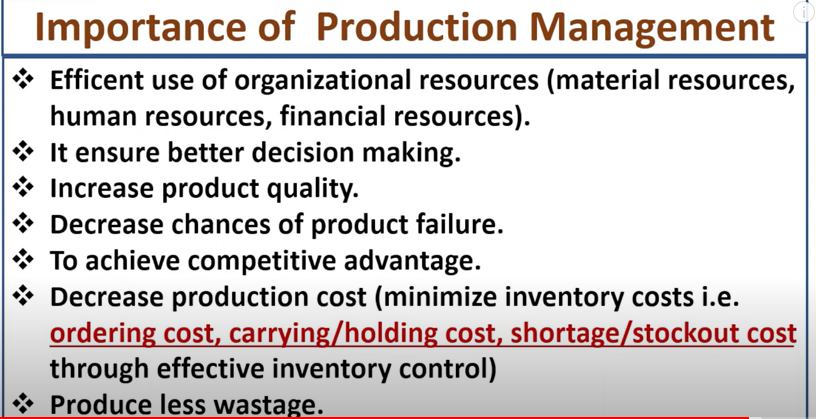 Importance of Production Management
❖ Efficent use of organizational resources (material resources,
human resources, financial resources).
❖ It ensure better decision making.
❖ Increase product quality.
❖ Decrease chances of product failure.
❖ To achieve competitive advantage.
❖ Decrease production cost (minimize inventory costs i.e.
ordering cost, carrying/holding cost, shortage/stockout cost
through effective inventory control)
❖ Produce less wastage.